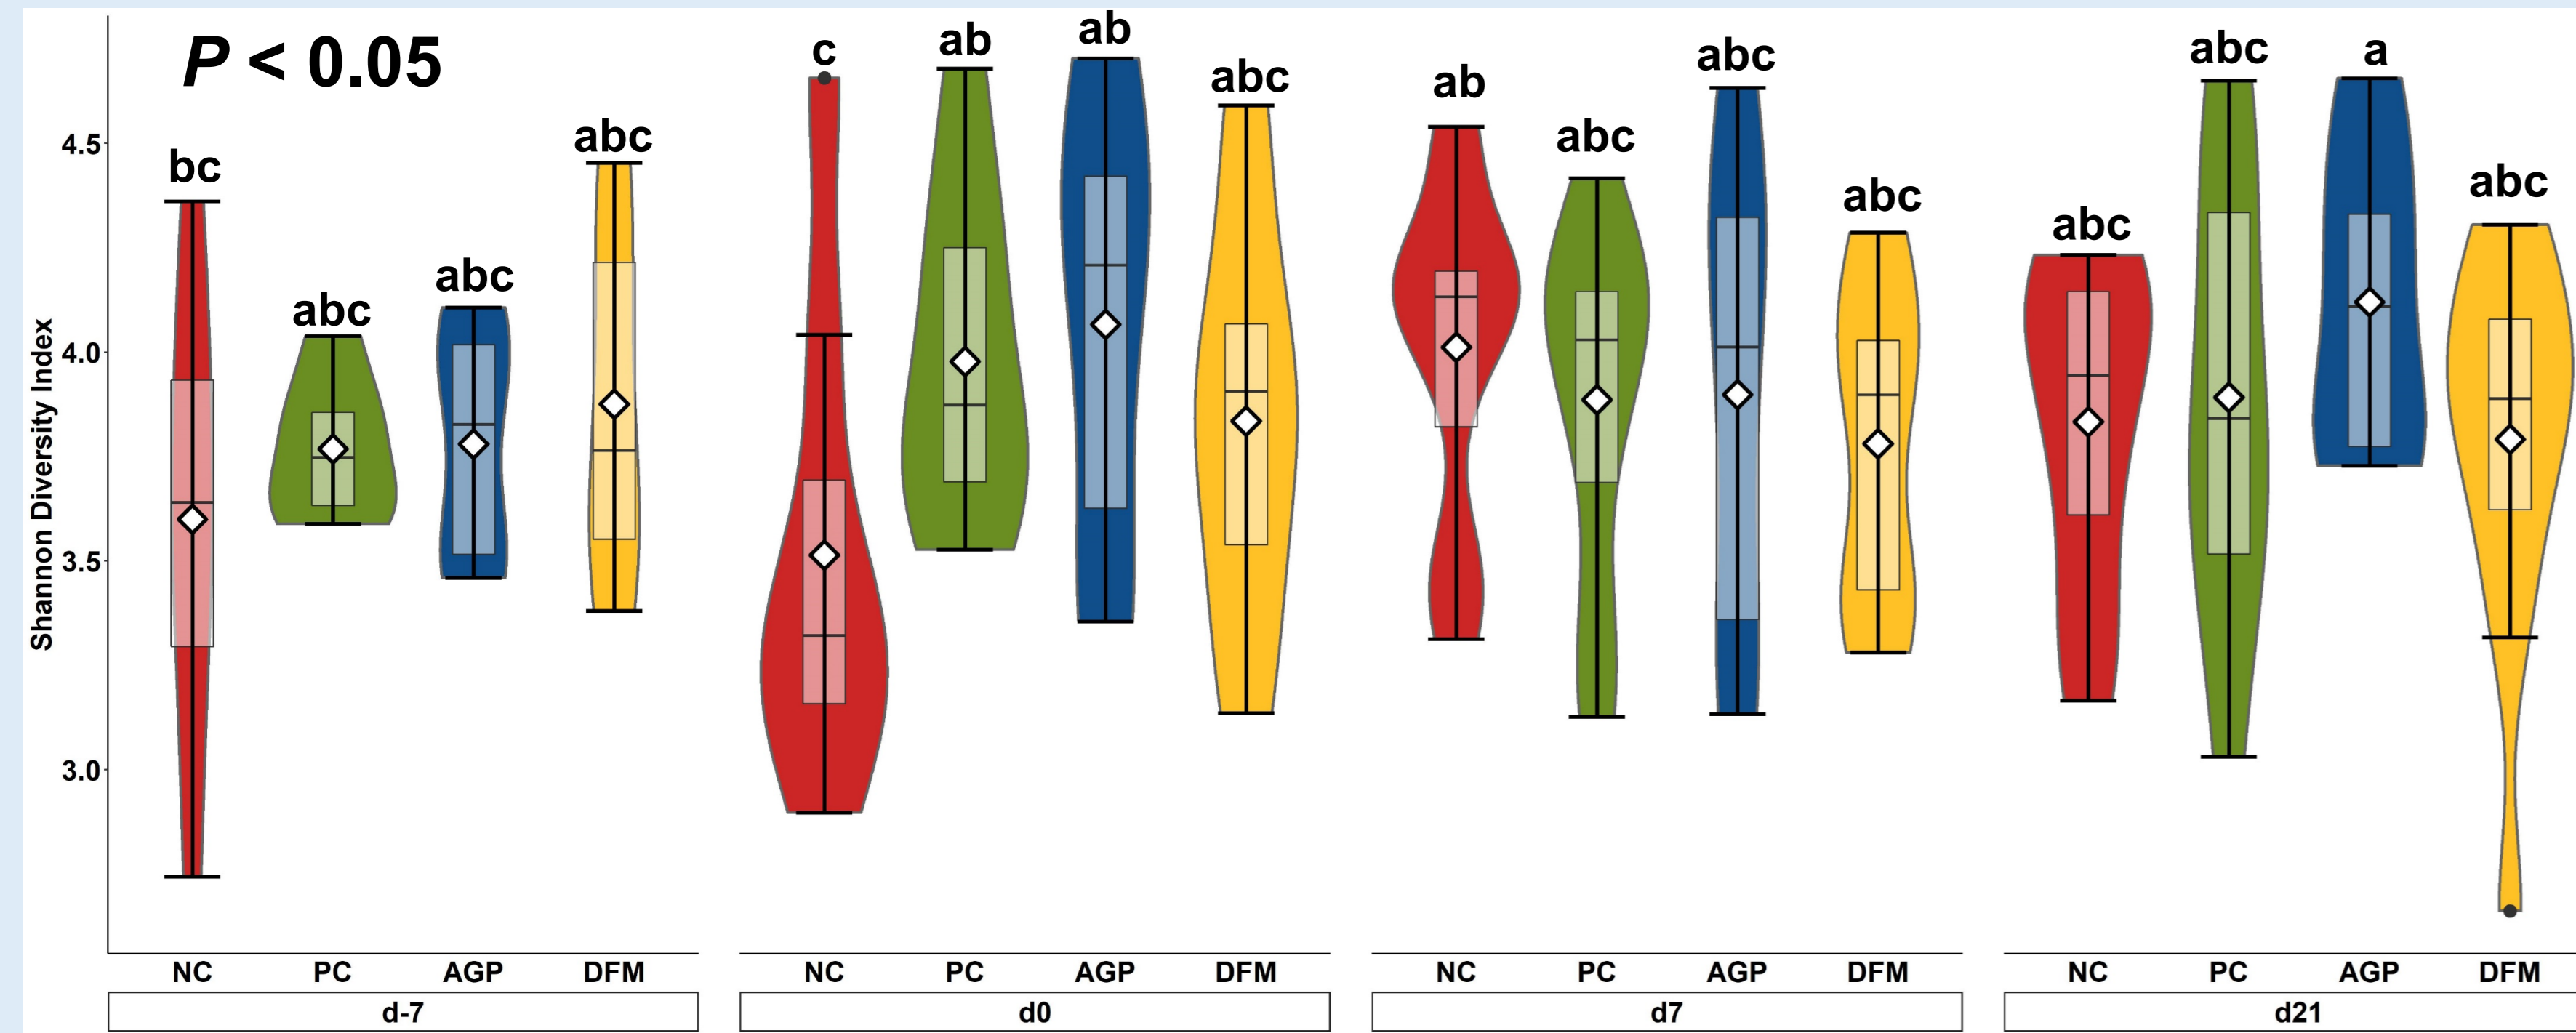 P < 0.05
bc
abc
abc
abc
c
ab
ab
abc
ab
abc
abc
abc
abc
abc
a
abc
Shannon Diversity Index
4.5
4.0
3.5
3.0
NC PC AGP DFM NC PC AGP DFM NC PC AGP DFM NC PC AGP DFM
d-7 d0 d7 d21